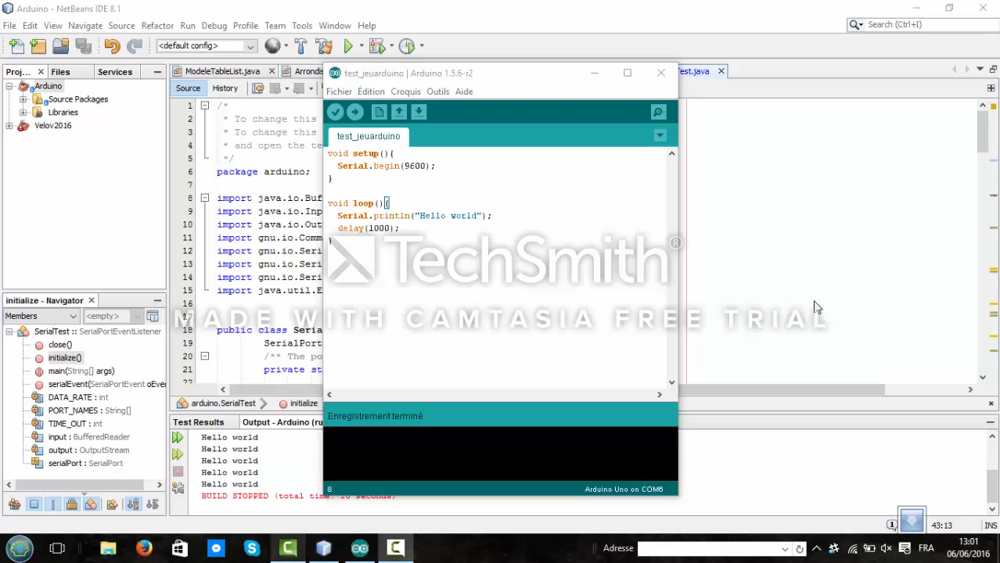 Arduino - NetBeans IDE 8.1
File Edit View Navigate Source Refactor Run Debug Profile Team Tools Window Help
Search (Ctrl+I)
<default config>
Proj...
Files
Services
Arduino
Source Packages
Libraries
Velov2016
ModeleTableList.java
Arrondis
Test.java
Source
History
1 /*
2 * To change this
3 * To change this
4 * and open the te
5 */
6 package arduino;
7
8 import java.io.Buf
9 import java.io.Inp
10 import java.io.Out
11 import gnu.io.Comm
12 import gnu.io.Seri
13 import gnu.io.Seri
14 import gnu.io.Seri
15 import java.util.E
16
18 public class Seria
19 SerialPort
20 /** The po
21 private st
22
test_jeuarduino | Arduino 1.5.6-r2
Fichier Édition Croquis Outils Aide
test_jeuarduino
void setup(){
Serial.begin(9600);
}
void loop(){
Serial.println("Hello world");
delay(1000);
}
TechSmith®
MADE WITH CAMTASIA FREE TRIAL
Enregistrement terminé.
8
Arduino Uno on COM6
initialize - Navigator
Members
<empty>
SerialTest :: SerialPortEventListener
close()
initialize()
main(String[] args)
serialEvent(SerialPortEvent oEve
DATA_RATE : int
PORT_NAMES : String[]
TIME_OUT : int
input : BufferedReader
output : OutputStream
serialPort : SerialPort
arduino.SerialTest
initialize
Test Results
Output - Arduino (ru
Hello world
Hello world
Hello world
Hello world
Hello world
BUILD STOPPED (total time: 10 seconds)
1
43:13
INS
Adresse
FRA
13:01
06/06/2016